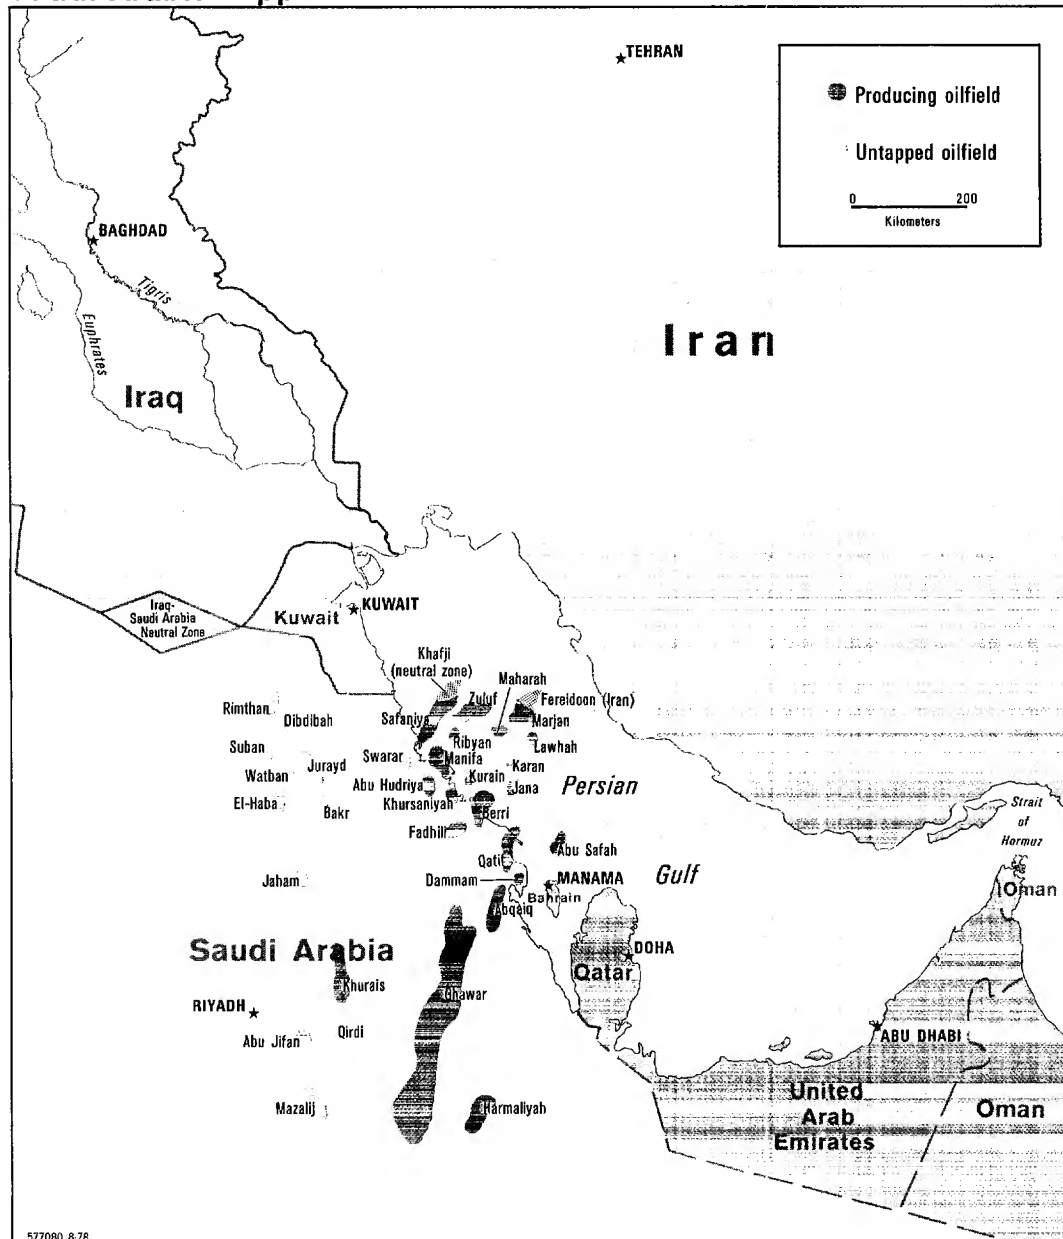 TEHRAN
Producing oilfield
Untapped oilfield
0 200
Kilometers
BAGHDAD
Tigris
Euphrates
Iran
Iraq
Iraq-
Saudi Arabia
Neutral Zone
Kuwait
KUWAIT
Khafji
(neutral zone)
Maharah
Zuluf
Fereidoon (Iran)
Rimthan
Dibdibah
Safaniya
Marjan
Suban
Swarar
Ribyan
Manifa
Lawhah
Watban
Jurayd
Abu Hudriya
Kurain
Karan
Jana
Persian
El-Haba
Bakr
Khursaniyah
Berri
Strait
of
Hormuz
Fadhili
Qatif
Abu Safah
Jaham
Dammam
MANAMA
Gulf
Bahrain
Oman
Abqaiq
Saudi Arabia
DOHA
Qatar
Khurais
Ghawar
RIYADH
Abu Jifan
Qirdi
ABU DHABI
Mazalij
Harmaliyah
United
Arab
Emirates
Oman
577080 8-78